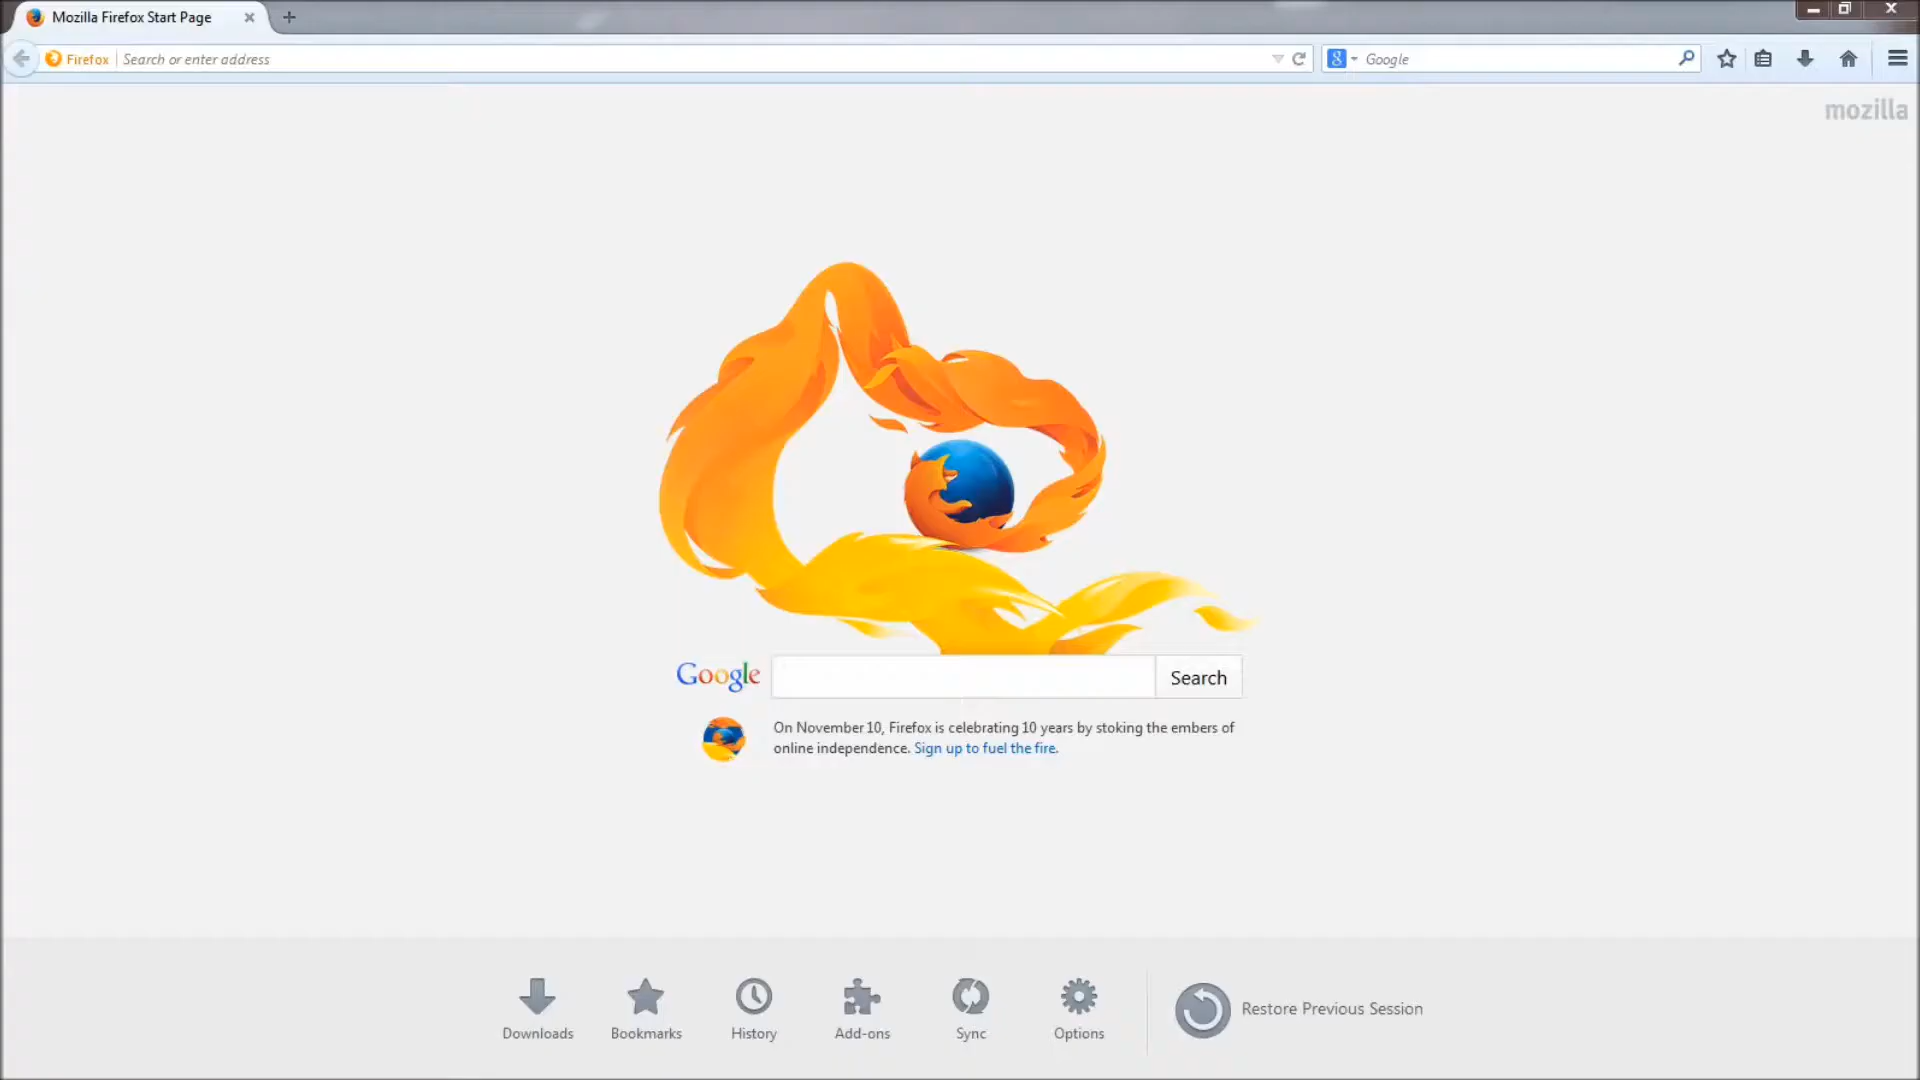 Mozilla Firefox Start Page
Firefox Search or enter address
Google
mozilla
Google
Search
On November 10, Firefox is celebrating 10 years by stoking the embers of
online independence. Sign up to fuel the fire.
Downloads
Bookmarks
History
Add-ons
Sync
Options
Restore Previous Session